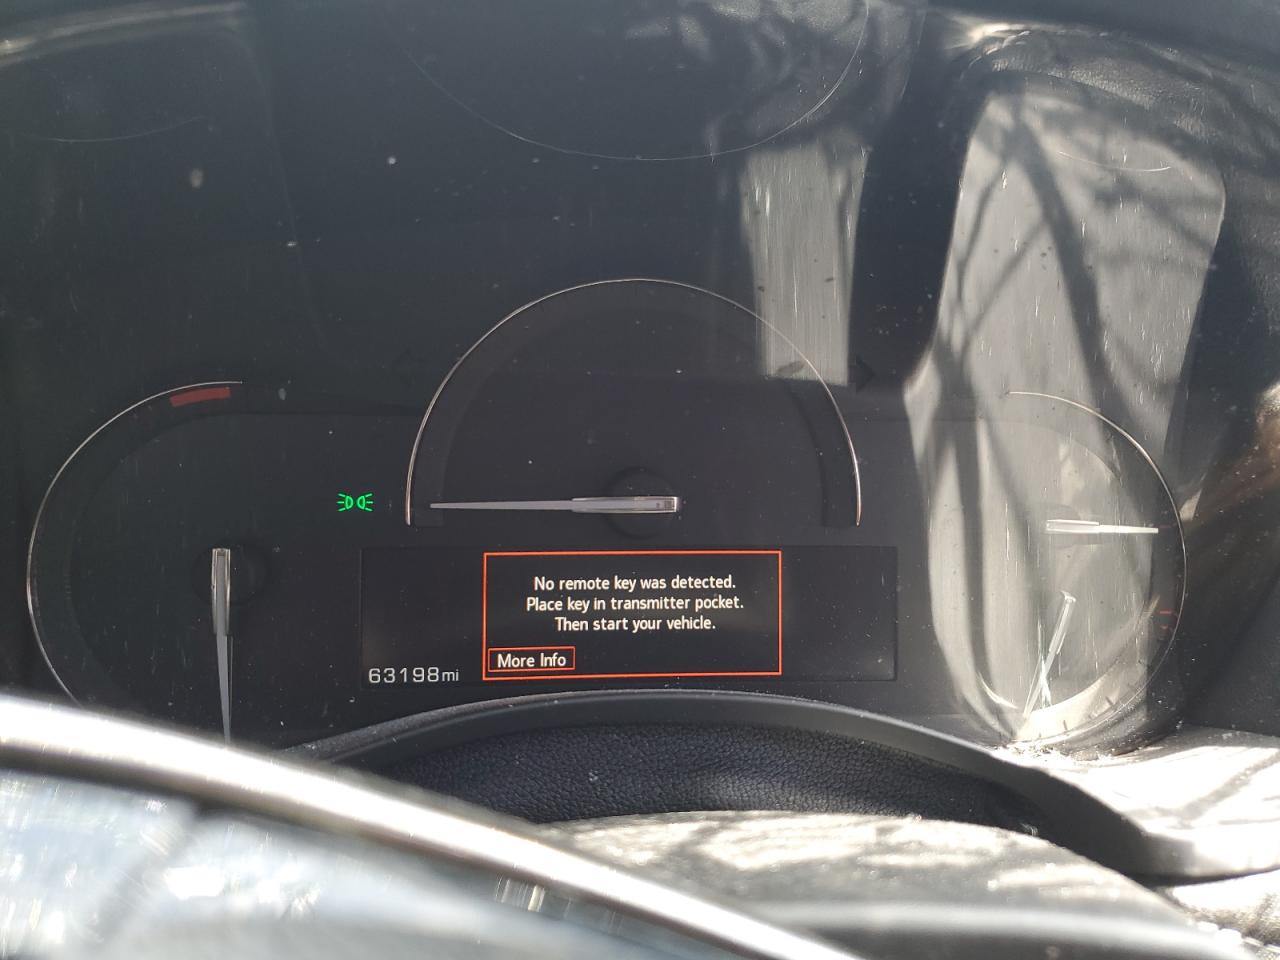 No remote key was detected.
Place key in transmitter pocket.
Then start your vehicle.
More Info
63198mi